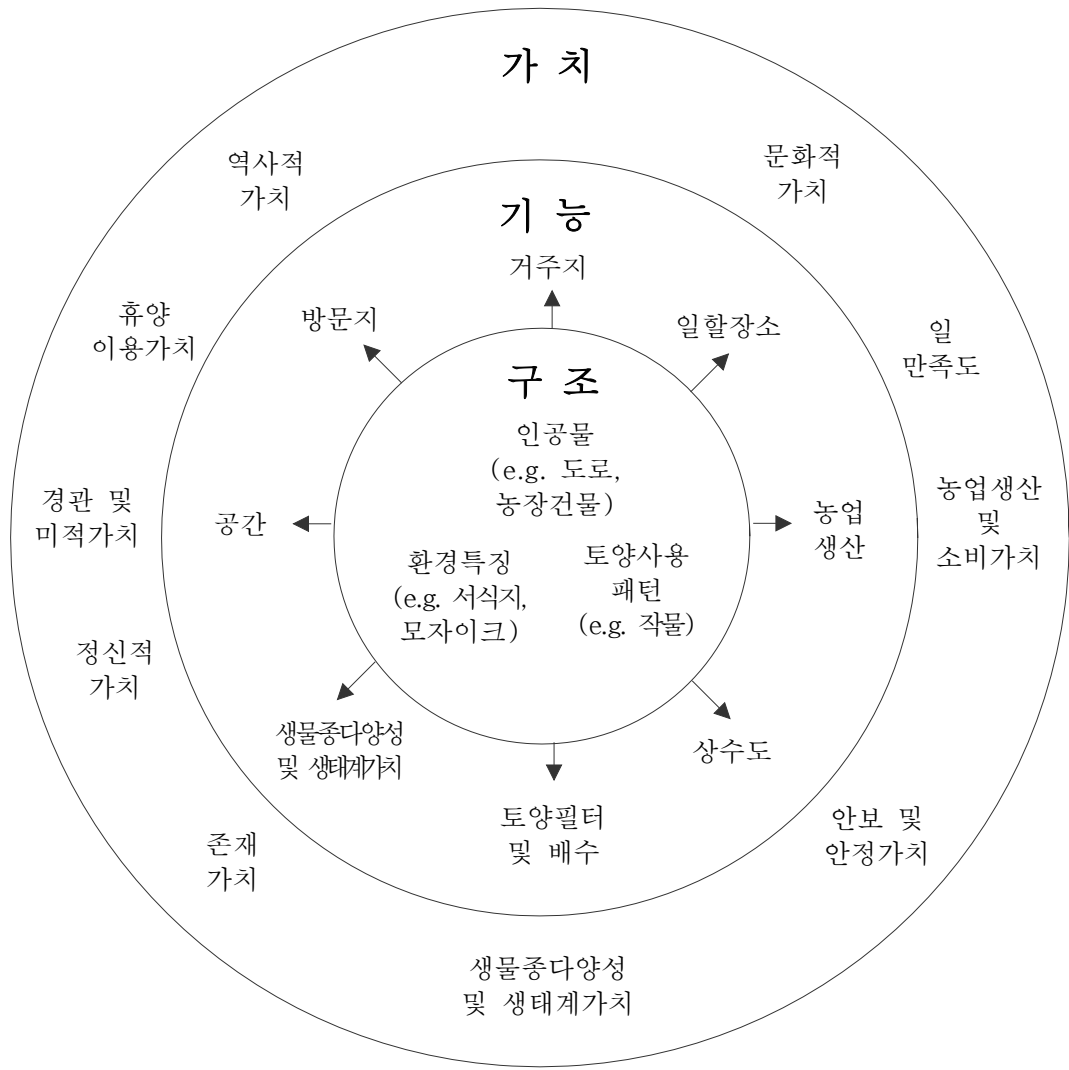 가 치
역사적
가치
문화적
가치
휴양
이용가치
일
만족도
경관 및
미적가치
농업생산
및
소비가치
정신적
가치
존재
가치
안보 및
안정가치
생물종다양성
및 생태계가치
기 능
거주지
방문지
일할장소
공간
농업
생산
생물종다양성
및 생태계가치
상수도
토양필터
및 배수
구 조
인공물
(e.g. 도로,
농장건물)
환경특징
(e.g. 서식지,
모자이크)
토양사용
패턴
(e.g. 작물)